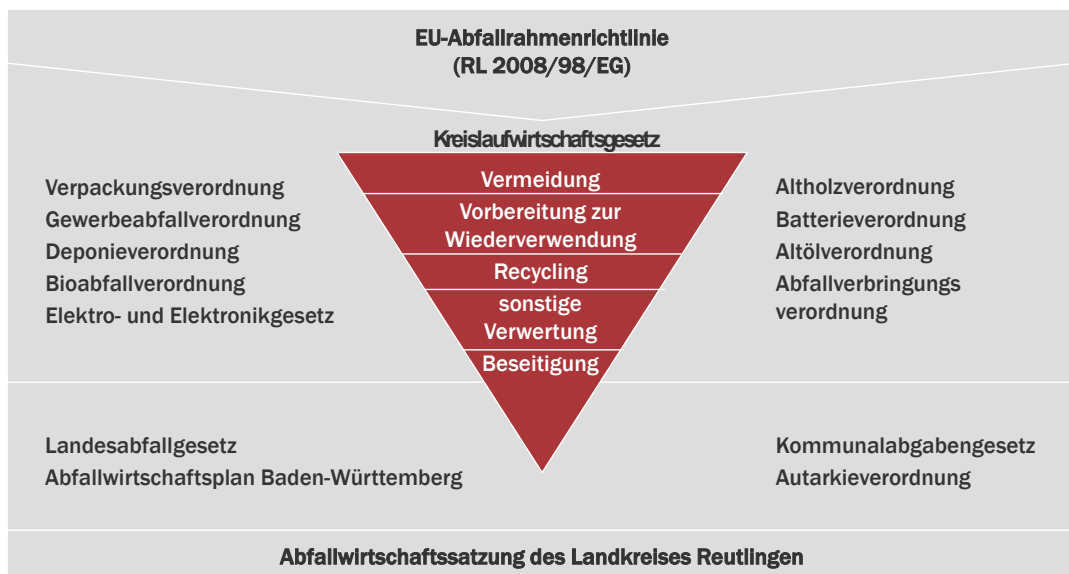 EU-Abfallrahmenrichtlinie
(RL 2008/98/EG)
Kreislaufwirtschaftsgesetz
Verpackungsverordnung
Gewerbeabfallverordnung
Deponieverordnung
Bioabfallverordnung
Elektro- und Elektronikgesetz
Vermeidung
Vorbereitung zur
Wiederverwendung
Recycling
sonstige
Verwertung
Beseitigung
Altholzverordnung
Batterieverordnung
Altölverordnung
Abfallverbringungs
verordnung
Landesabfallgesetz
Abfallwirtschaftsplan Baden-Württemberg
Kommunalabgabengesetz
Autarkieverordnung
Abfallwirtschaftssatzung des Landkreises Reutlingen